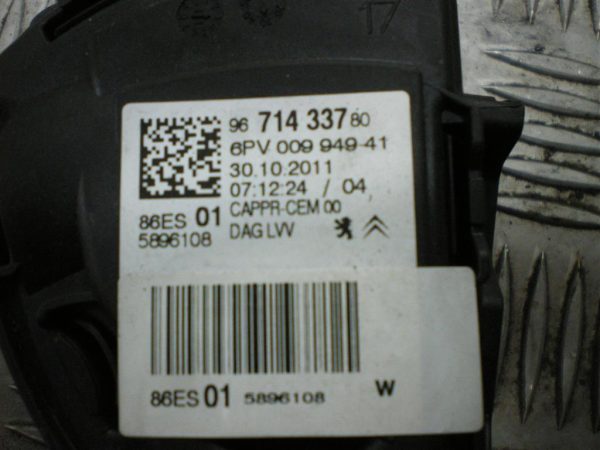 17
96 714 337 80
6PV 009 949-41
30.10.2011
07:12:24 / 04
86ES 01 CAPPR-CEM 00
5896108 DAG LVV
86ES 01 5896108 W